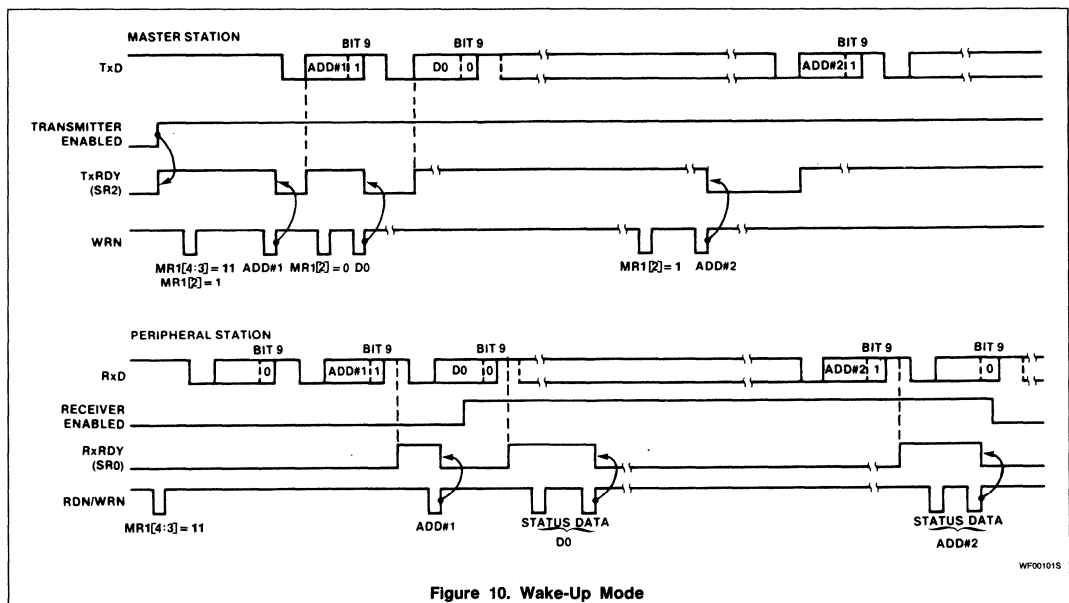 MASTER STATION
BIT 9 BIT 9 BIT 9
TxD ADD#1 1 D0 0 ADD#2 1
TRANSMITTER
ENABLED
TxRDY
(SR2)
WRN
MR1[4:3]=11 ADD#1 MR1[2]=0 D0 MR1[2]=1 ADD#2
MR1[2]=1
PERIPHERAL STATION
BIT 9 BIT 9 BIT 9 BIT 9 BIT 9
RxD 0 ADD#1 1 D0 0 ADD#2 1 0
RECEIVER
ENABLED
RxRDY
(SR0)
RDN/WRN
MR1[4:3]=11 ADD#1 STATUS DATA STATUS DATA
D0 ADD#2
WF00101S
Figure 10. Wake-Up Mode